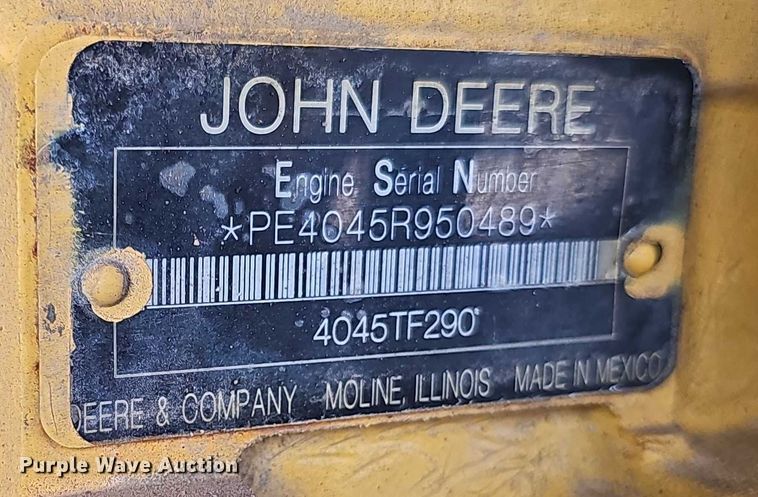 JOHN DEERE
Engine Serial Number
*PE4045R950489*
4045TF290
DEERE & COMPANY MOLINE, ILLINOIS MADE IN MEXICO
Purple Wave Auction